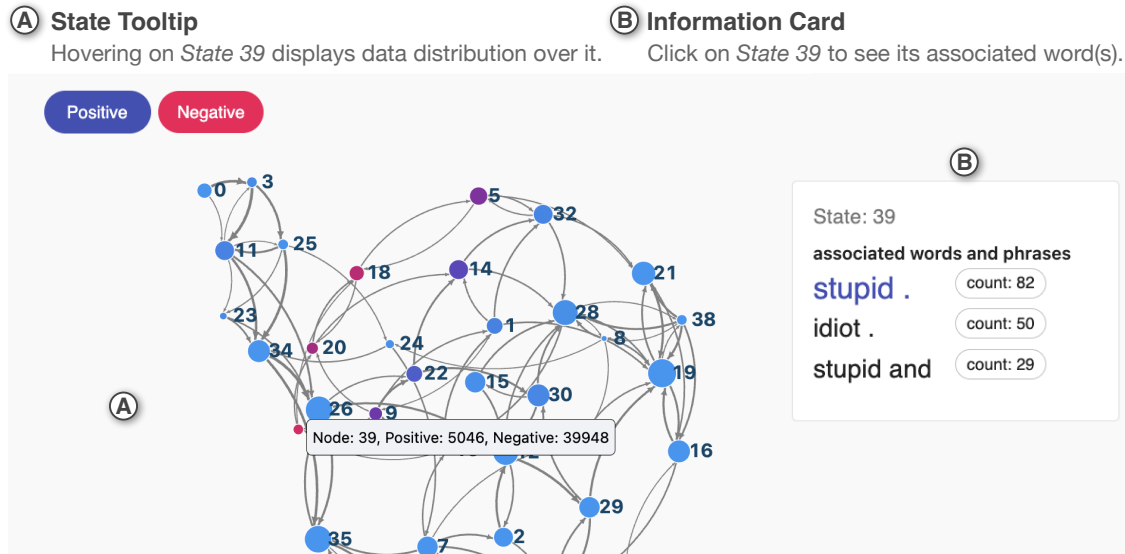 A State Tooltip
Hovering on State 39 displays data distribution over it.
B Information Card
Click on State 39 to see its associated word(s).
Positive
Negative
B
State: 39
associated words and phrases
stupid . count: 82
idiot . count: 50
stupid and count: 29
A
0
3
5
32
11
25
18
14
21
23
28
38
1
8
34
20
24
22
15
19
30
26
9
Node: 39, Positive: 5046, Negative: 39948
16
29
35
7
2